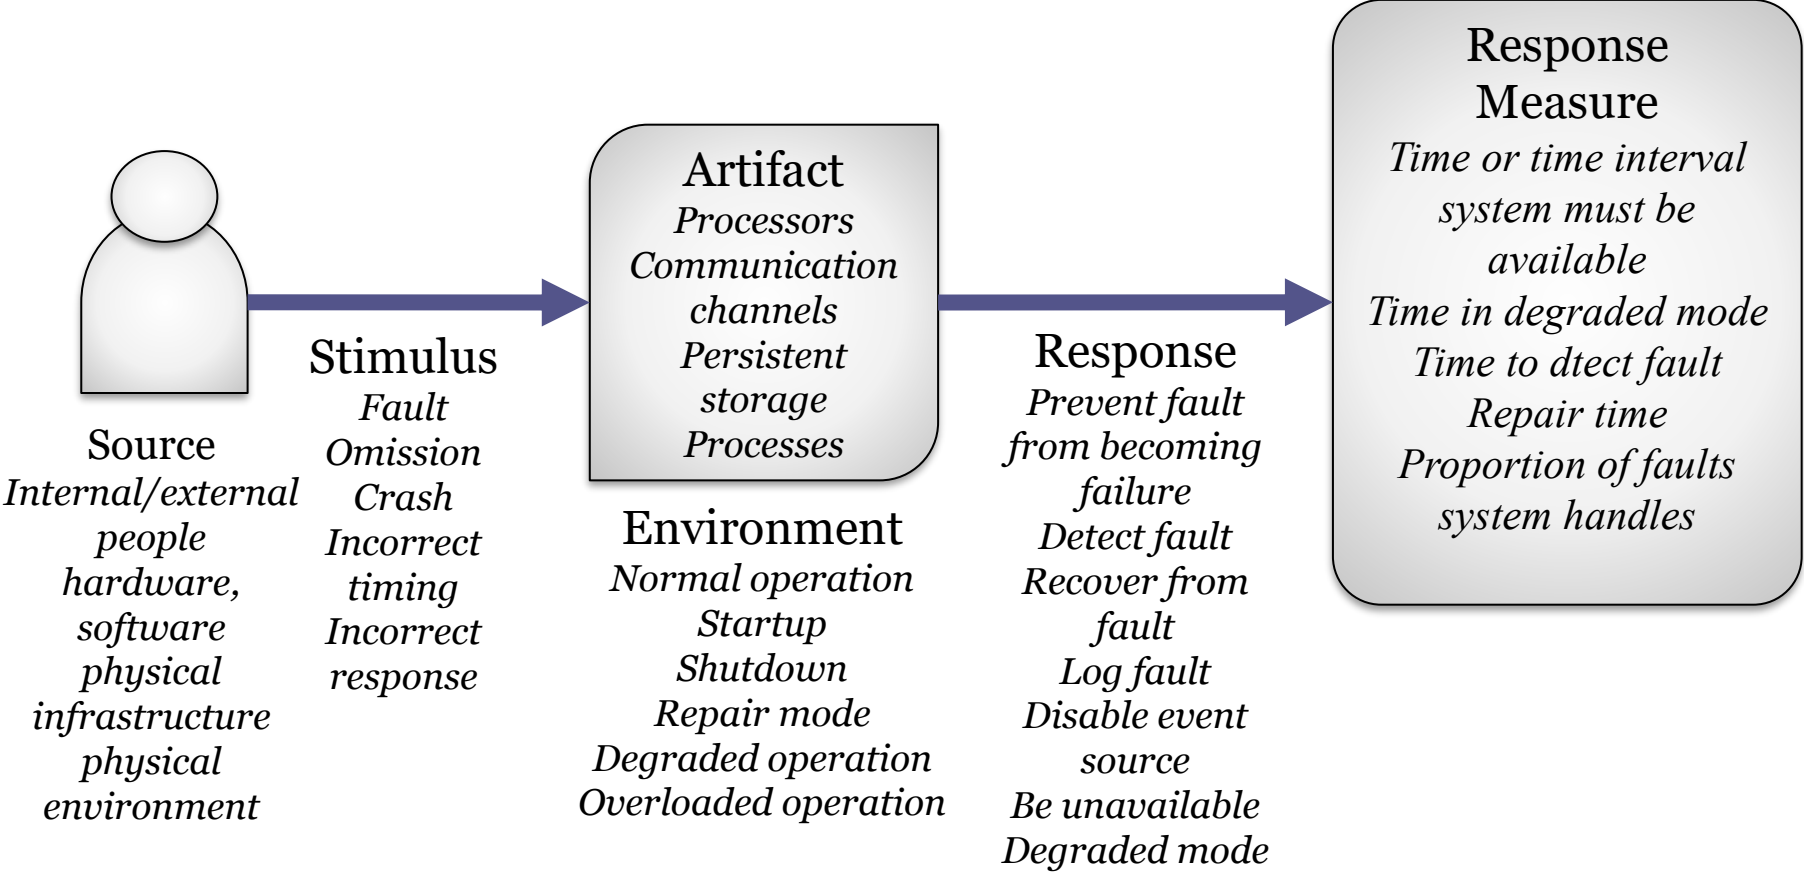 Source
Internal/external
people
hardware,
software
physical
infrastructure
physical
environment
Stimulus
Fault
Omission
Crash
Incorrect
timing
Incorrect
response
Artifact
Processors
Communication
channels
Persistent
storage
Processes
Environment
Normal operation
Startup
Shutdown
Repair mode
Degraded operation
Overloaded operation
Response
Prevent fault
from becoming
failure
Detect fault
Recover from
fault
Log fault
Disable event
source
Be unavailable
Degraded mode
Response
Measure
Time or time interval
system must be
available
Time in degraded mode
Time to dtect fault
Repair time
Proportion of faults
system handles